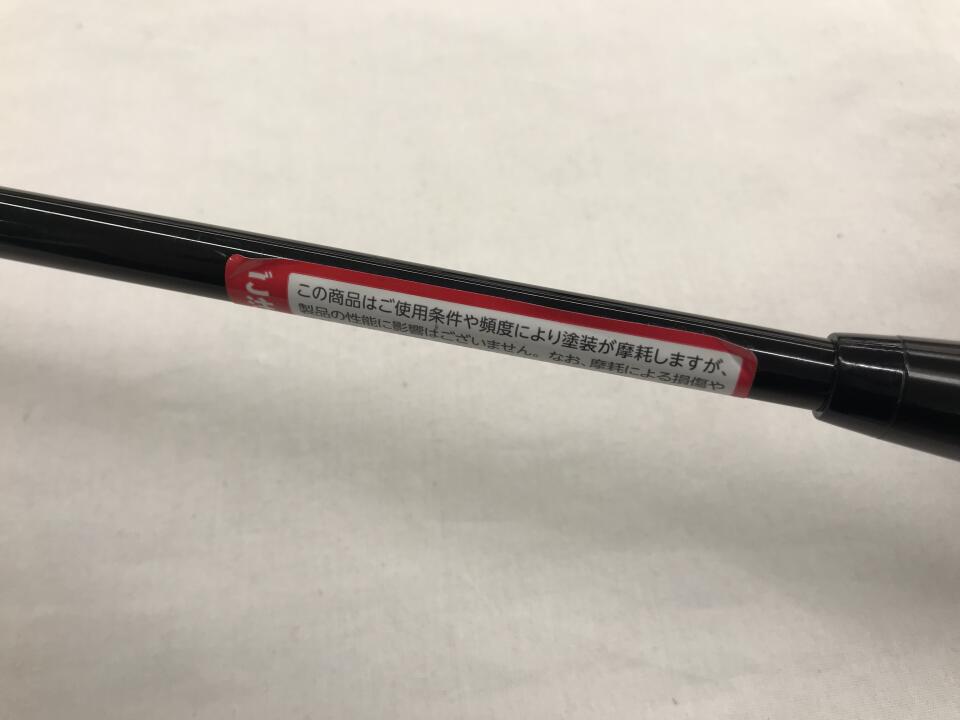 この商品はご使用条件や頻度により塗装が摩耗しますが、
製品の性能に影響はございません。なお、摩耗による損傷や